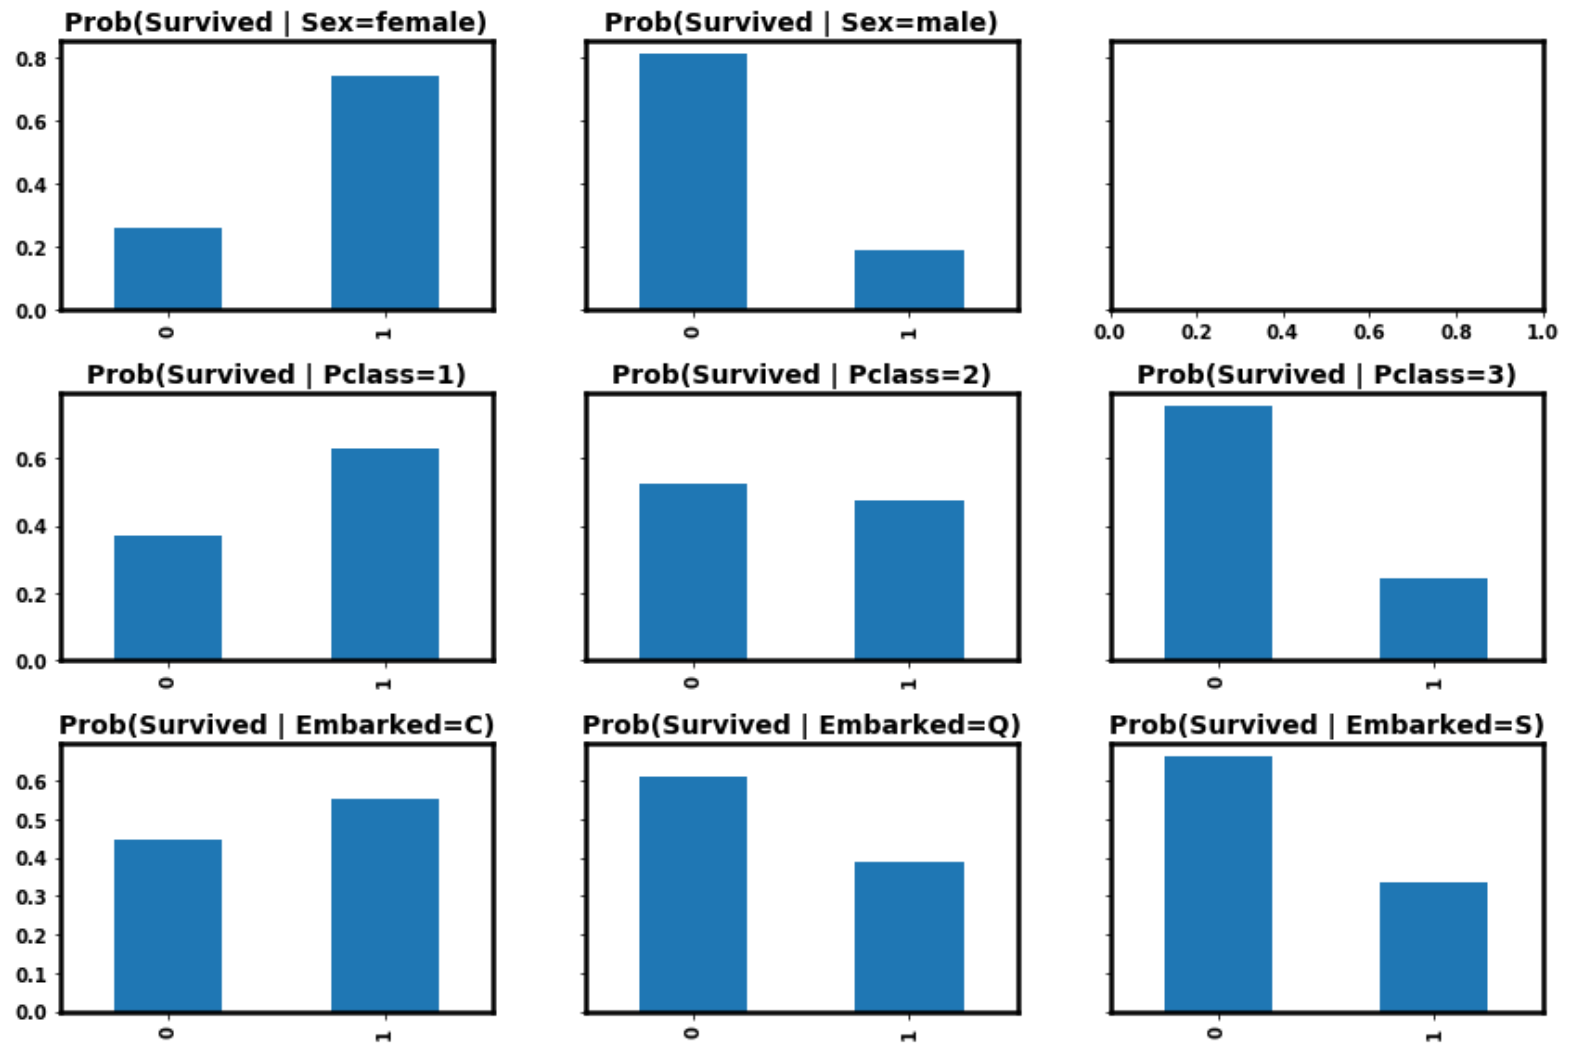 Prob(Survived | Sex=female) Prob(Survived | Sex=male)
0.8
0.6
0.4
0.2
0.0
0 1 0 1 0.0 0.2 0.4 0.6 0.8 1.0
Prob(Survived | Pclass=1) Prob(Survived | Pclass=2) Prob(Survived | Pclass=3)
0.6
0.4
0.2
0.0
0 1 0 1 0 1
Prob(Survived | Embarked=C) Prob(Survived | Embarked=Q) Prob(Survived | Embarked=S)
0.6
0.5
0.4
0.3
0.2
0.1
0.0
0 1 0 1 0 1